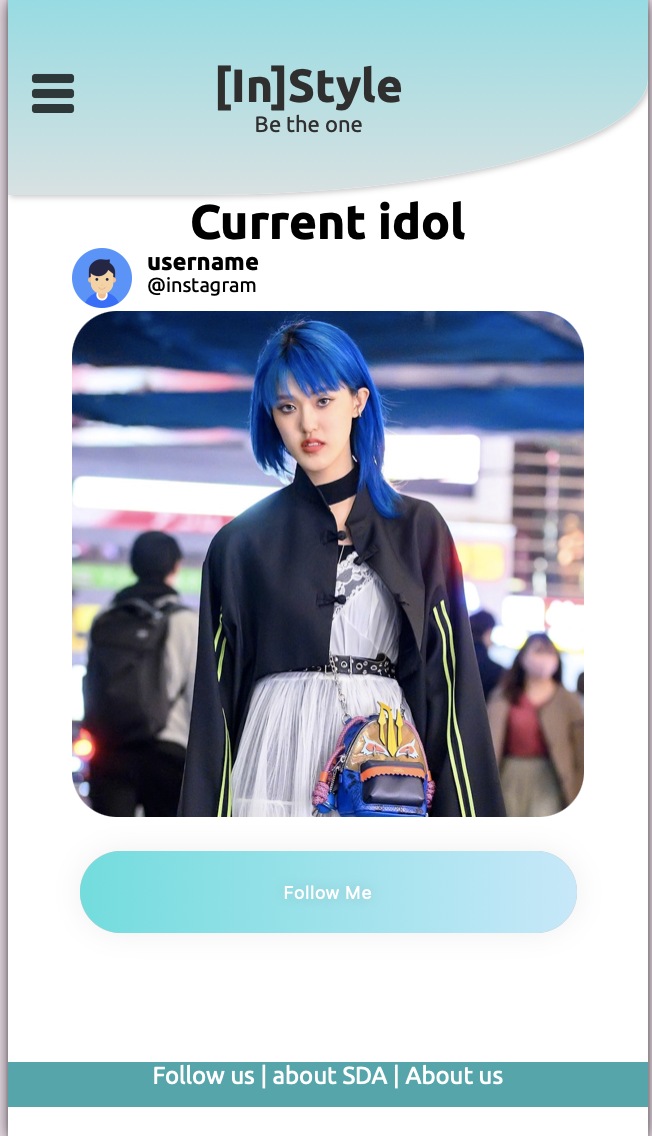 [In]Style
Be the one
Current idol
username
@instagram
Follow Me
Follow us | about SDA | About us